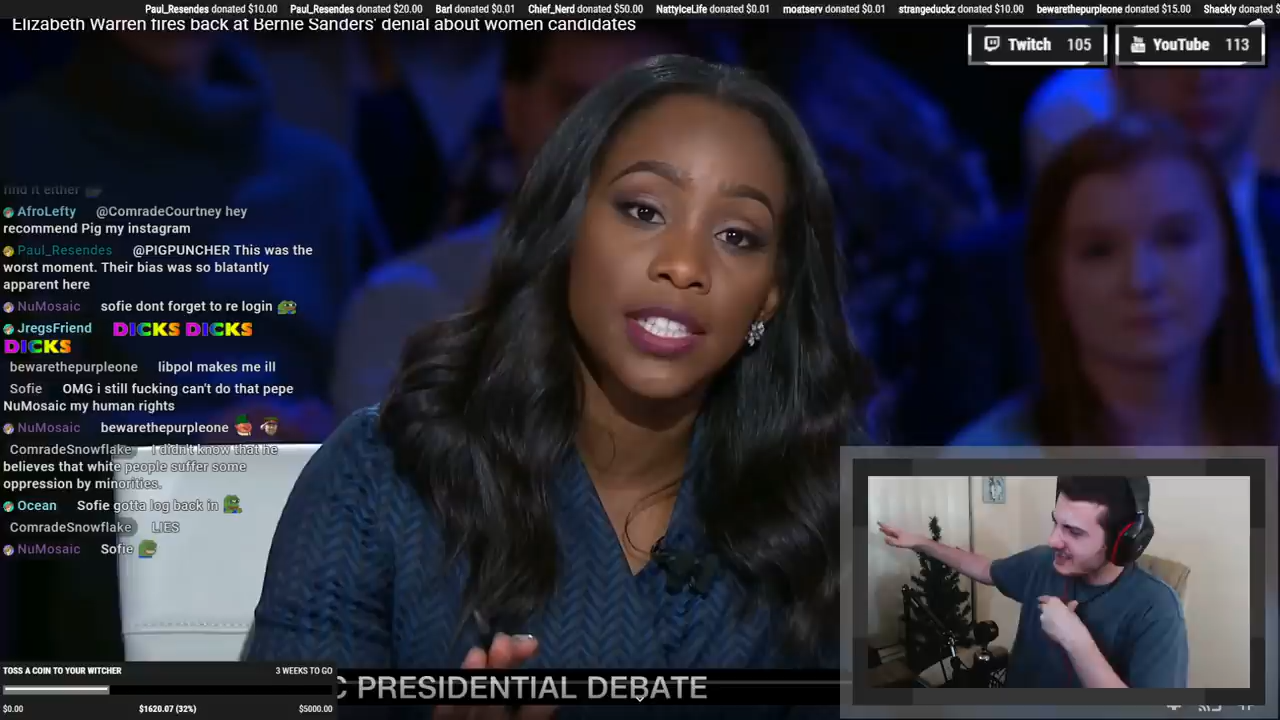 Paul_Resendes donated $10.00 Paul_Resendes donated $20.00 Barl donated $0.01 Chief_Nerd donated $50.00 NattyIceLife donated $0.01 moatserv donated $0.01 strangeduckz donated $10.00 bewarethepurpleone donated $15.00 Shackly donated $
Elizabeth Warren fires back at Bernie Sanders' denial about women candidates
Twitch 105
YouTube 113
find it either
AfroLefty @ComradeCourtney hey
recommend Pig my instagram
Paul_Resendes @PIGPUNCHER This was the
worst moment. Their bias was so blatantly
apparent here
NuMosaic sofie dont forget to re login
JregsFriend DICKS DICKS
DICKS
bewarethepurpleone libpol makes me ill
Sofie OMG i still fucking can't do that pepe
NuMosaic my human rights
NuMosaic bewarethepurpleone
ComradeSnowflake I didn't know that he
believes that white people suffer some
oppression by minorities.
Ocean Sofie gotta log back in
ComradeSnowflake LIES
NuMosaic Sofie
TOSS A COIN TO YOUR WITCHER 3 WEEKS TO GO
$0.00 $1620.07 (32%) $5000.00
C PRESIDENTIAL DEBATE